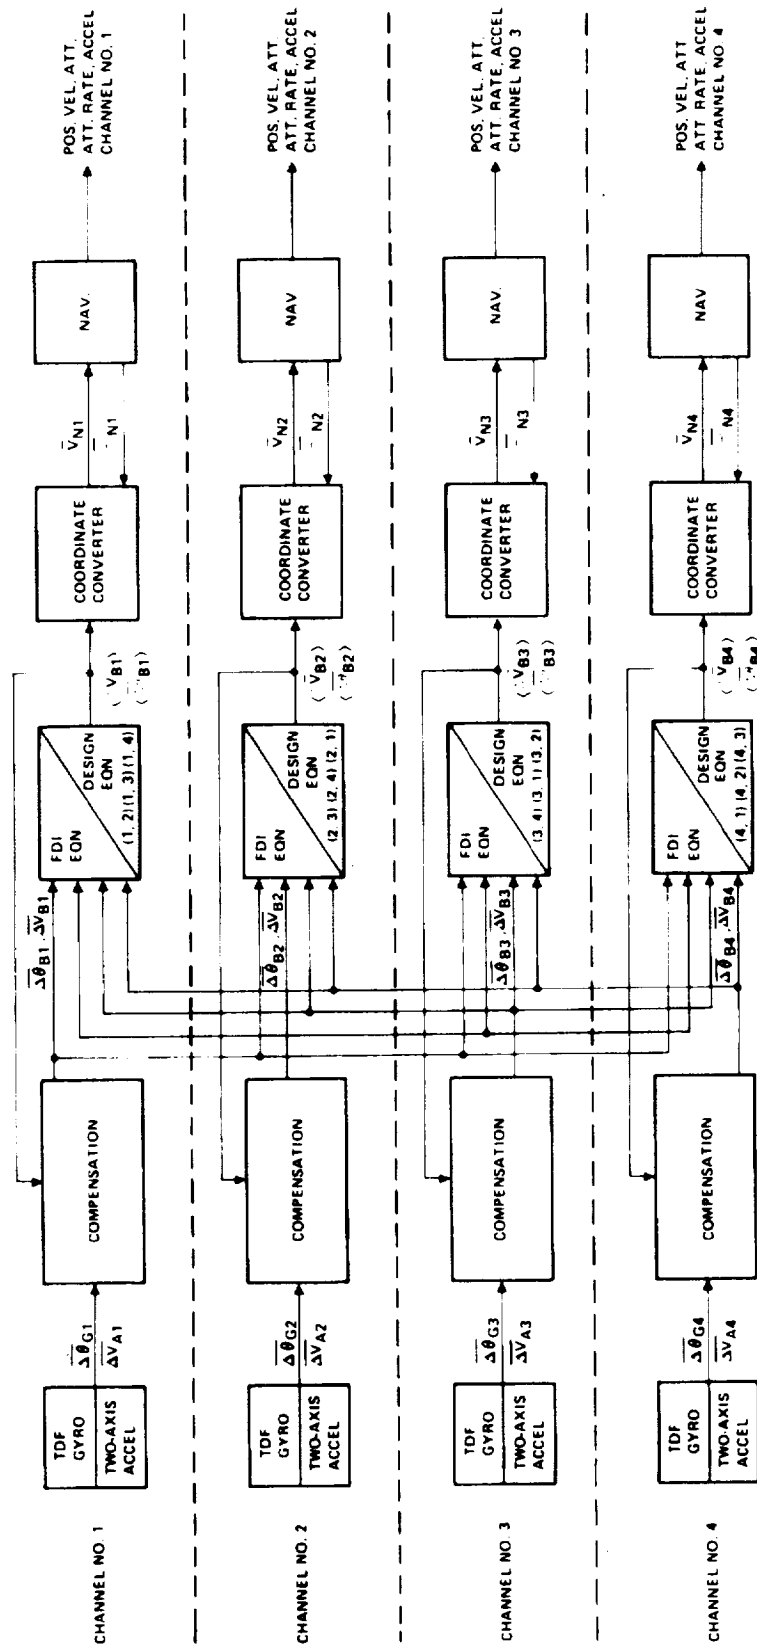 CHANNEL NO. 1
TDF
GYRO
TWO-AXIS
ACCEL
Δθ̅G1
ΔV̅A1
COMPENSATION
Δθ̅B1, ΔV̅B1
FDI
EQN
DESIGN
EQN
(1, 2) (1, 3) (1, 4)
VB1
B1
COORDINATE
CONVERTER
V̅N1
N1
NAV.
POS, VEL, ATT.
ATT. RATE, ACCEL
CHANNEL NO. 1
CHANNEL NO. 2
TDF
GYRO
TWO-AXIS
ACCEL
Δθ̅G2
ΔV̅A2
COMPENSATION
Δθ̅B2, ΔV̅B2
FDI
EQN
DESIGN
EQN
(2, 3) (2, 4) (2, 1)
VB2
B2
COORDINATE
CONVERTER
V̅N2
N2
NAV
POS, VEL, ATT.
ATT. RATE, ACCEL
CHANNEL NO. 2
CHANNEL NO. 3
TDF
GYRO
TWO-AXIS
ACCEL
Δθ̅G3
ΔV̅A3
COMPENSATION
Δθ̅B3, ΔV̅B3
FDI
EQN
DESIGN
EQN
(3, 4) (3, 1) (3, 2)
VB3
B3
COORDINATE
CONVERTER
V̅N3
N3
NAV.
POS, VEL, ATT.
ATT. RATE, ACCEL
CHANNEL NO. 3
CHANNEL NO. 4
TDF
GYRO
TWO-AXIS
ACCEL
Δθ̅G4
ΔV̅A4
COMPENSATION
Δθ̅B4, ΔV̅B4
FDI
EQN
DESIGN
EQN
(4, 1) (4, 2) (4, 3)
VB4
B4
COORDINATE
CONVERTER
V̅N4
N4
NAV
POS, VEL, ATT.
ATT. RATE, ACCEL
CHANNEL NO. 4